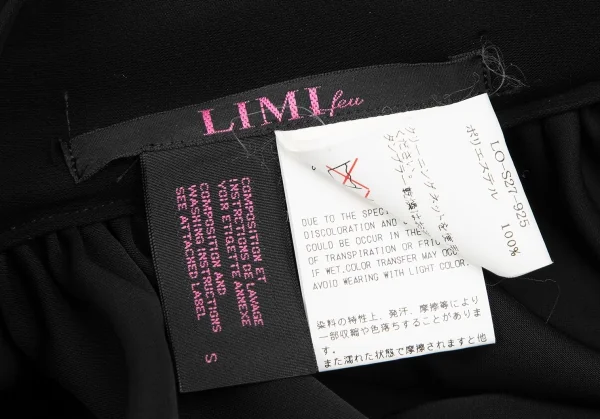 LIMI feu
COMPOSITION ET
INSTRCTIONS DE LAVAGE
VOIR ETIGETTE ANNEXE
COMPOSITION AND
WASHING INSTRUCTIONS
SEE ATTACHED LABEL
S
LO-S27-925
ポリエステル 100%
DUE TO THE SPEC
DISCOLORATION AND
COULD BE OCCUR IN THE
OF TRANSPIRATION OR FRIC
IF WET,COLOR TRANSFER MAY OCC
AVOID WEARING WITH LIGHT COLOR.
染料の特性上、発汗、摩擦等により
一部収縮や色落ちすることがありま
す。
また濡れた状態で摩擦されますと他